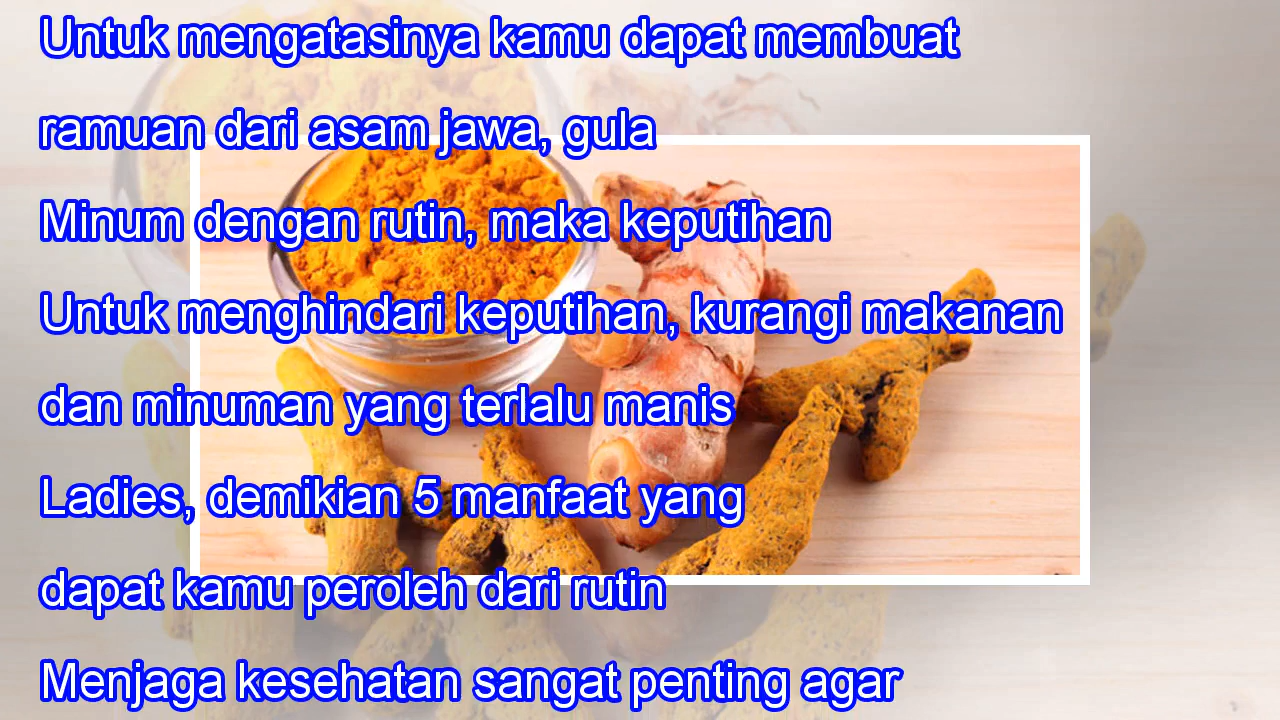 Untuk mengatasinya kamu dapat membuat
ramuan dari asam jawa, gula
Minum dengan rutin, maka keputihan
Untuk menghindari keputihan, kurangi makanan
dan minuman yang terlalu manis
Ladies, demikian 5 manfaat yang
dapat kamu peroleh dari rutin
Menjaga kesehatan sangat penting agar